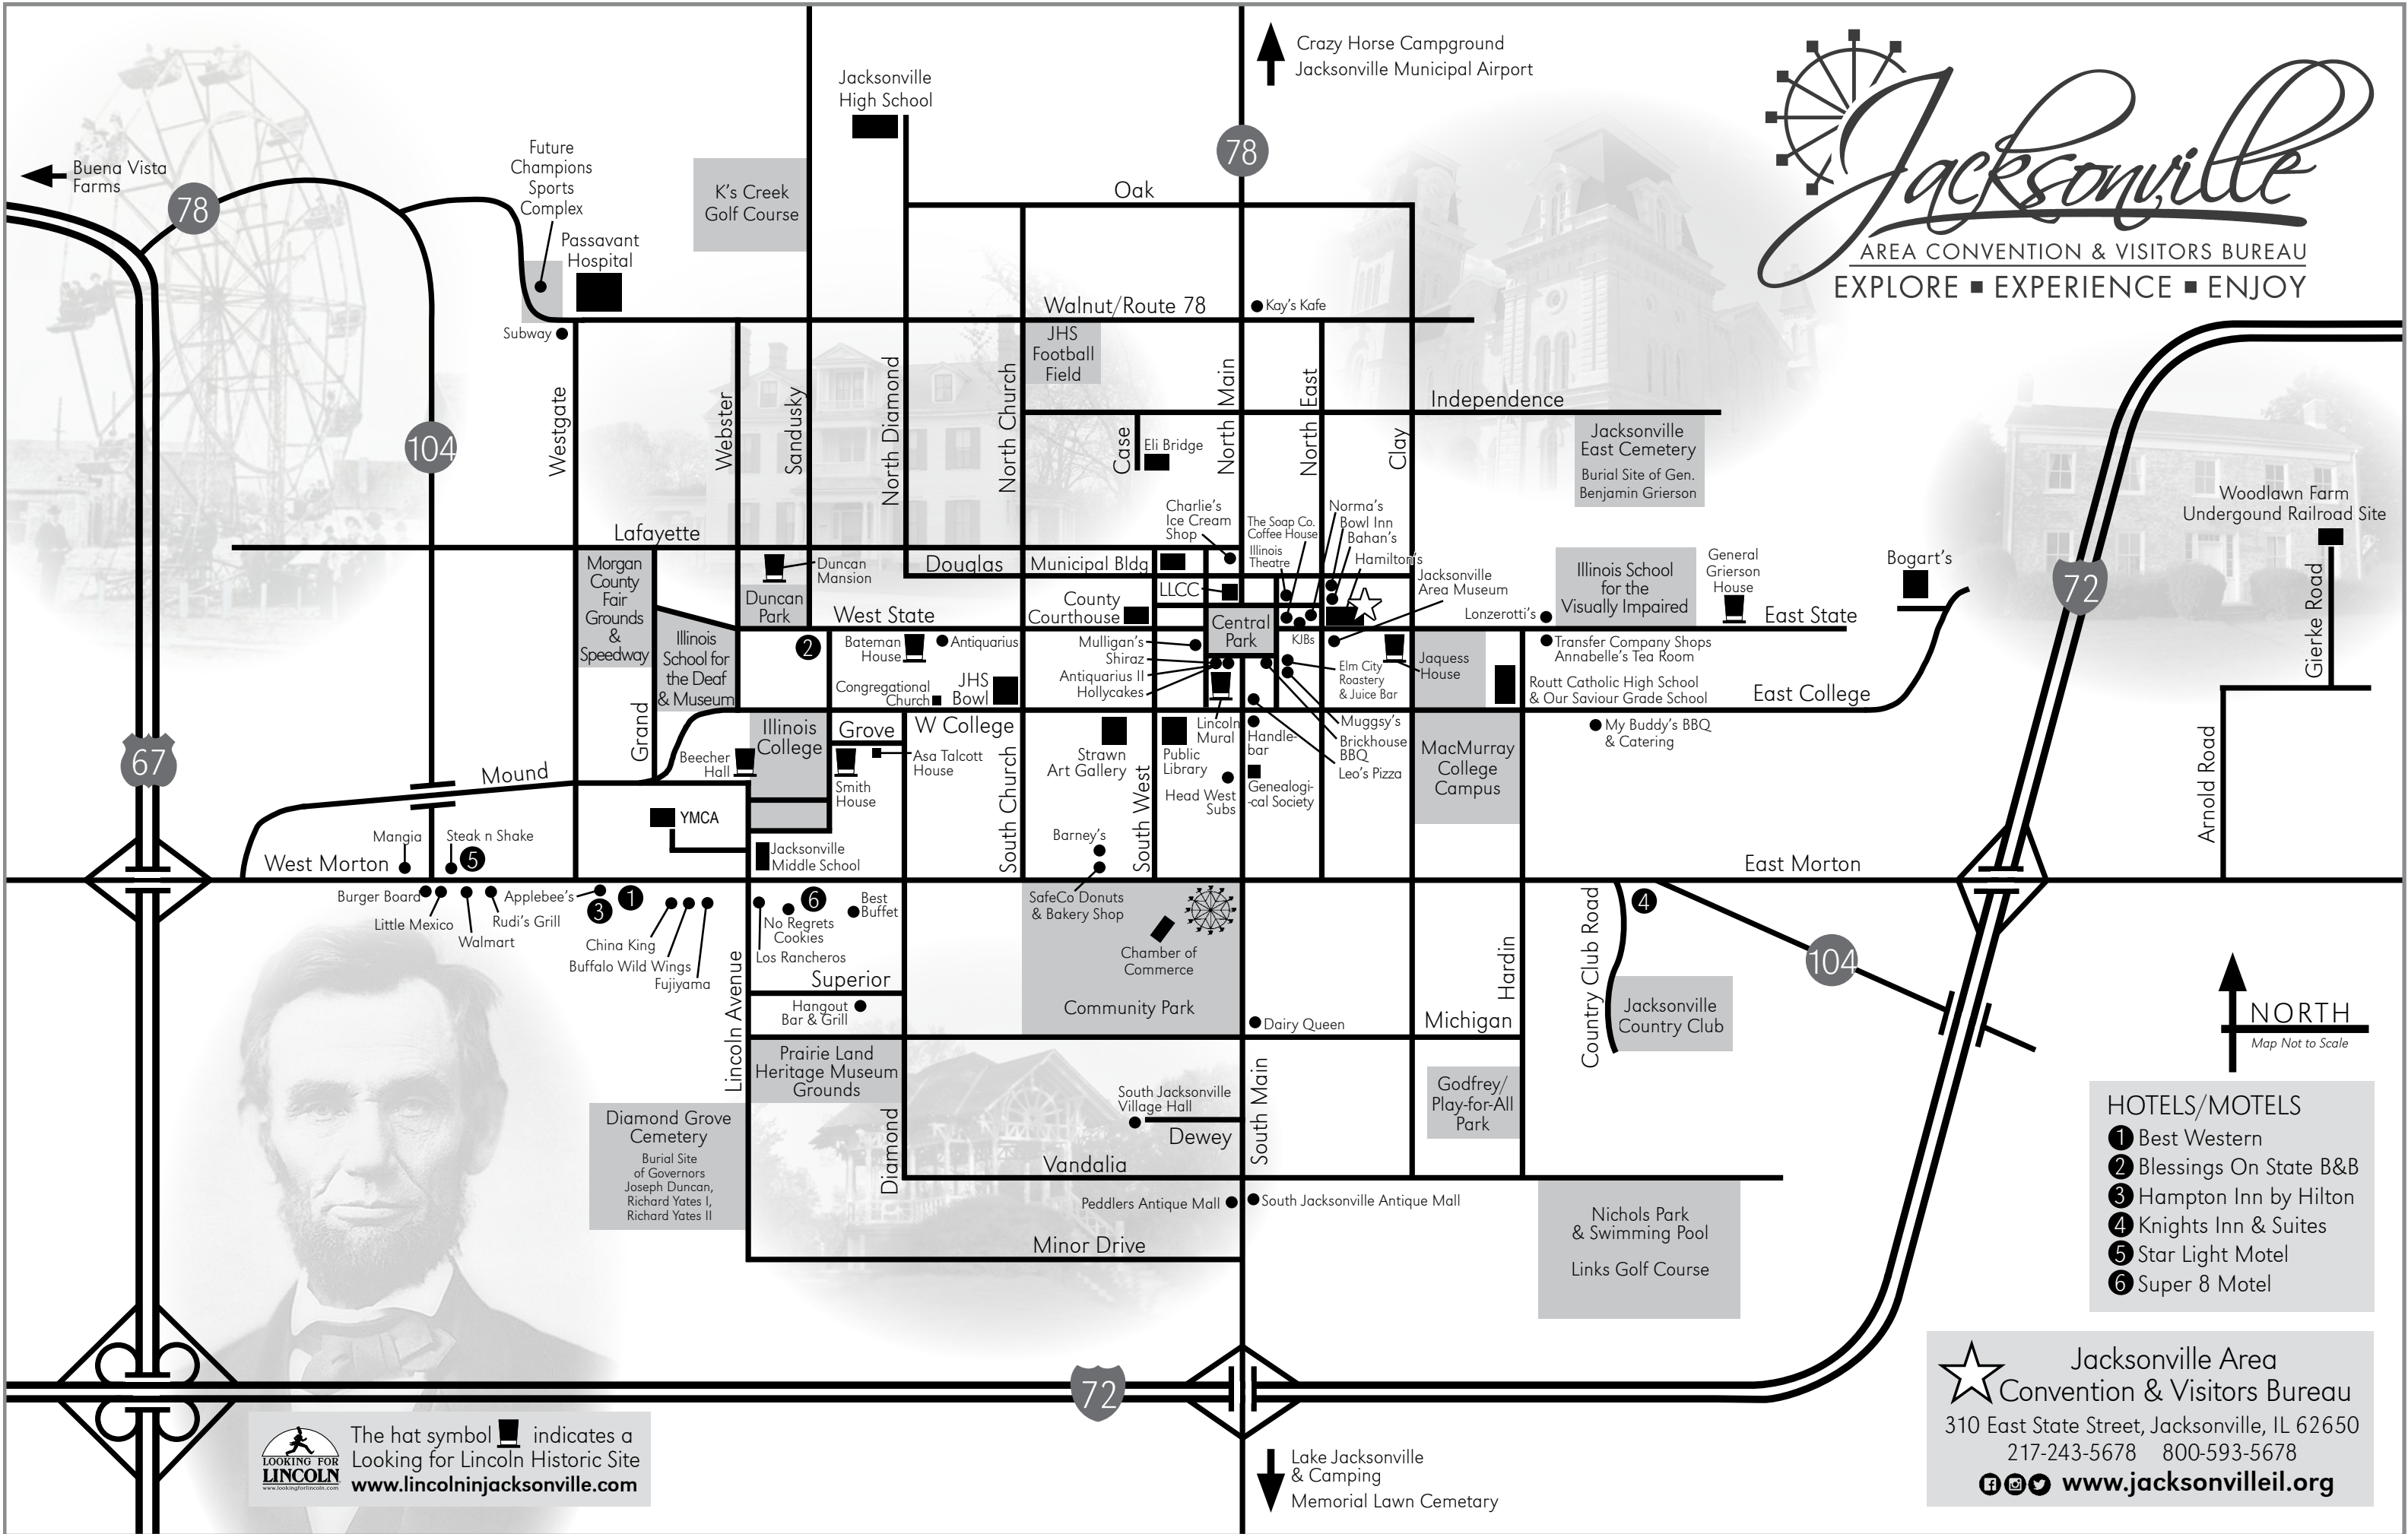 Crazy Horse Campground
Jacksonville Municipal Airport
Jacksonville
AREA CONVENTION & VISITORS BUREAU
EXPLORE ■ EXPERIENCE ■ ENJOY
Jacksonville
High School
Future
Champions
Sports
Complex
Buena Vista
Farms
78
78
K's Creek
Golf Course
Oak
Passavant
Hospital
Subway
Walnut/Route 78
Kay's Kafe
JHS
Football
Field
104
Westgate
Webster
Sandusky
North Diamond
North Church
North Main
North East
Clay
Independence
Case
Eli Bridge
Jacksonville
East Cemetery
Burial Site of Gen.
Benjamin Grierson
Woodlawn Farm
Undergound Railroad Site
Lafayette
Charlie's
Ice Cream
Shop
The Soap Co.
Coffee House
Illinois
Theatre
Norma's
Bowl Inn
Bahan's
Hamilton's
Morgan
County
Fair
Grounds
&
Speedway
Duncan
Mansion
Duncan
Park
Douglas
Municipal Bldg
LLCC
County
Courthouse
Jacksonville
Area Museum
Illinois School
for the
Visually Impaired
General
Grierson
House
Bogart's
72
Gierke Road
West State
Central
Park
KJBs
Lonzerotti's
East State
Illinois
School for
the Deaf
& Museum
2
Bateman
House
Antiquarius
Mulligan's
Shiraz
Antiquarius II
Hollycakes
Elm City
Roastery
& Juice Bar
Jaquess
House
Transfer Company Shops
Annabelle's Tea Room
Congregational
Church
JHS
Bowl
Routt Catholic High School
& Our Saviour Grade School
East College
Grand
Illinois
College
Grove
W College
Lincoln
Mural
Handle-
bar
Muggsy's
Brickhouse
BBQ
Leo's Pizza
My Buddy's BBQ
& Catering
67
Mound
Beecher
Hall
Smith
House
Asa Talcott
House
South Church
Strawn
Art Gallery
South West
Public
Library
Head West
Subs
Genealogi-
-cal Society
MacMurray
College
Campus
Arnold Road
YMCA
Mangia
Steak n Shake
5
Jacksonville
Middle School
Barney's
West Morton
East Morton
Burger Board
Little Mexico
Walmart
Rudi's Grill
Applebee's
3
1
China King
Buffalo Wild Wings
Fujiyama
6
No Regrets
Cookies
Los Rancheros
Best
Buffet
SafeCo Donuts
& Bakery Shop
Chamber of
Commerce
Community Park
4
104
Lincoln Avenue
Superior
Hangout
Bar & Grill
Hardin
Country Club Road
Jacksonville
Country Club
Dairy Queen
Michigan
NORTH
Map Not to Scale
Prairie Land
Heritage Museum
Grounds
Diamond Grove
Cemetery
Burial Site
of Governors
Joseph Duncan,
Richard Yates I,
Richard Yates II
Diamond
South Jacksonville
Village Hall
Dewey
South Main
Godfrey/
Play-for-All
Park
Vandalia
Peddlers Antique Mall
South Jacksonville Antique Mall
Minor Drive
Nichols Park
& Swimming Pool
Links Golf Course
HOTELS/MOTELS
1 Best Western
2 Blessings On State B&B
3 Hampton Inn by Hilton
4 Knights Inn & Suites
5 Star Light Motel
6 Super 8 Motel
72
Lake Jacksonville
& Camping
Memorial Lawn Cemetary
LOOKING FOR
LINCOLN
www.lookingforlincoln.com
The hat symbol indicates a
Looking for Lincoln Historic Site
www.lincolninjacksonville.com
Jacksonville Area
Convention & Visitors Bureau
310 East State Street, Jacksonville, IL 62650
217-243-5678 800-593-5678
www.jacksonvilleil.org